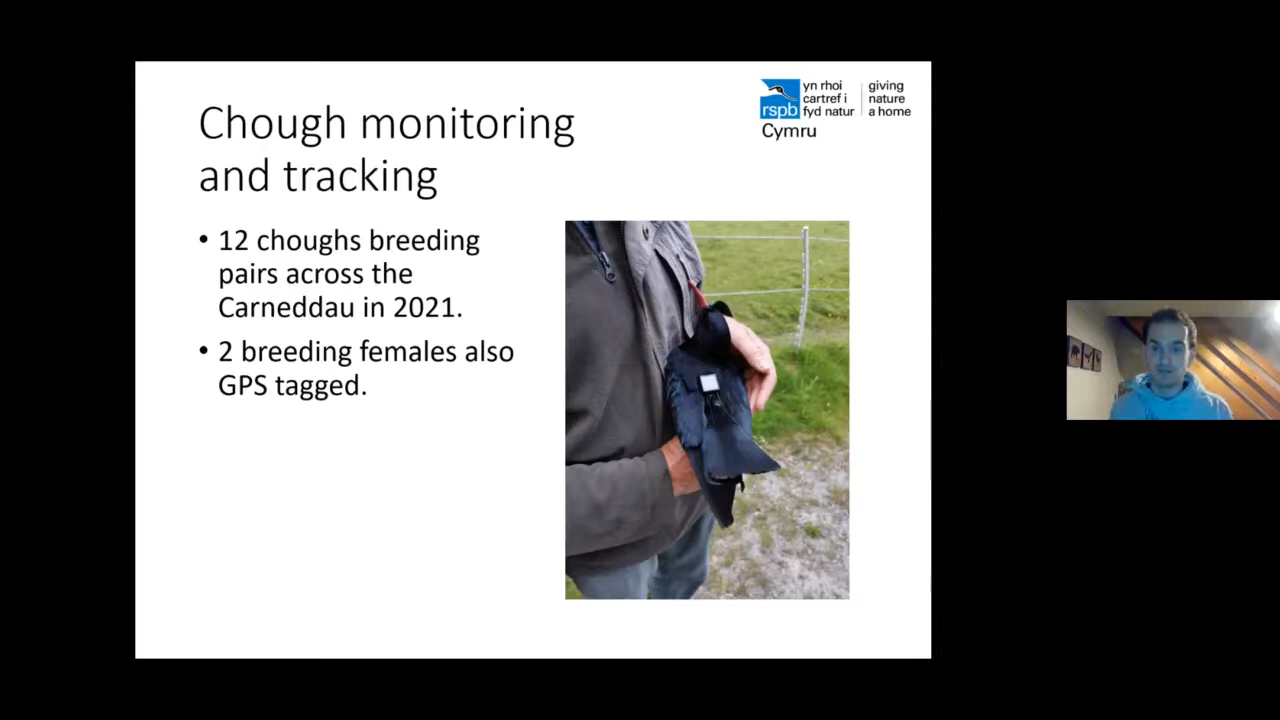 Chough monitoring
and tracking
yn rhoi
cartref i
fyd natur
giving
nature
a home
rspb
Cymru
• 12 choughs breeding
pairs across the
Carneddau in 2021.
• 2 breeding females also
GPS tagged.